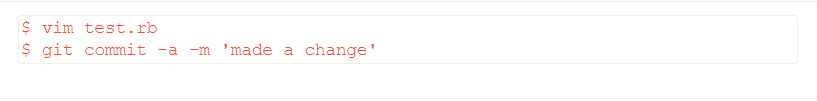 $ vim test.rb
$ git commit -a -m 'made a change'